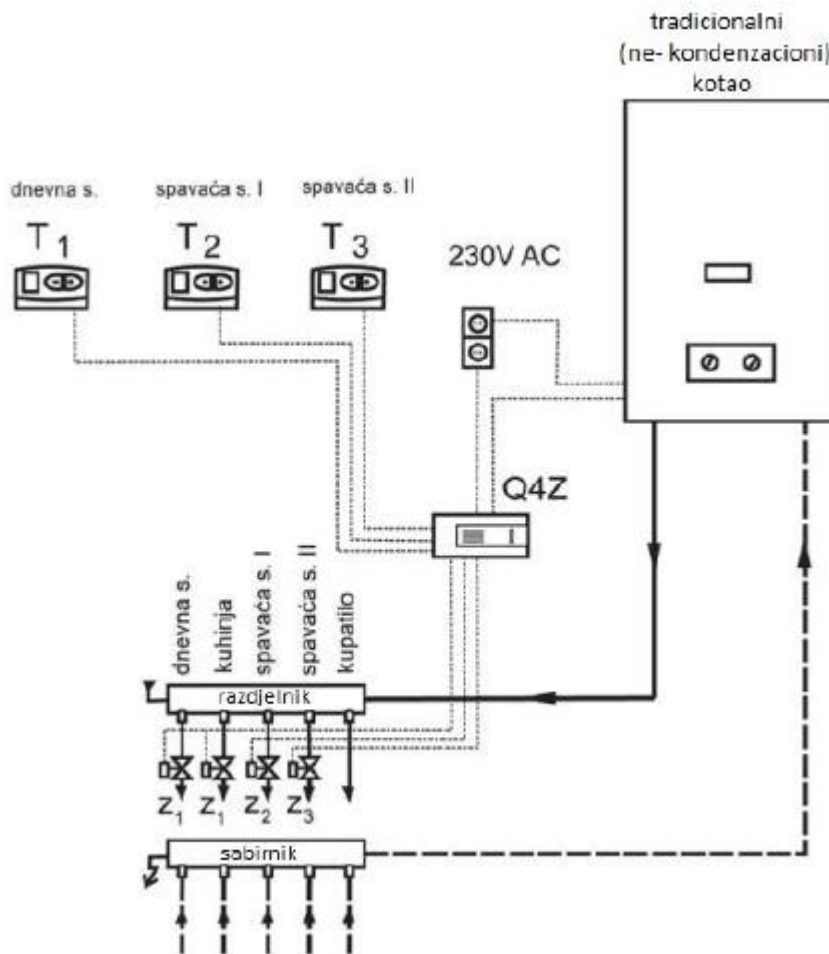 tradicionalni
(ne- kondenzacioni)
kotao
dnevna s.
spavaća s. I
spavaća s. II
T1
T2
T3
230V AC
Q4Z
dnevna s.
kuhinja
spavaća s. I
spavaća s. II
kupatilo
razdjelnik
Z1
Z1
Z2
Z3
sabirnik